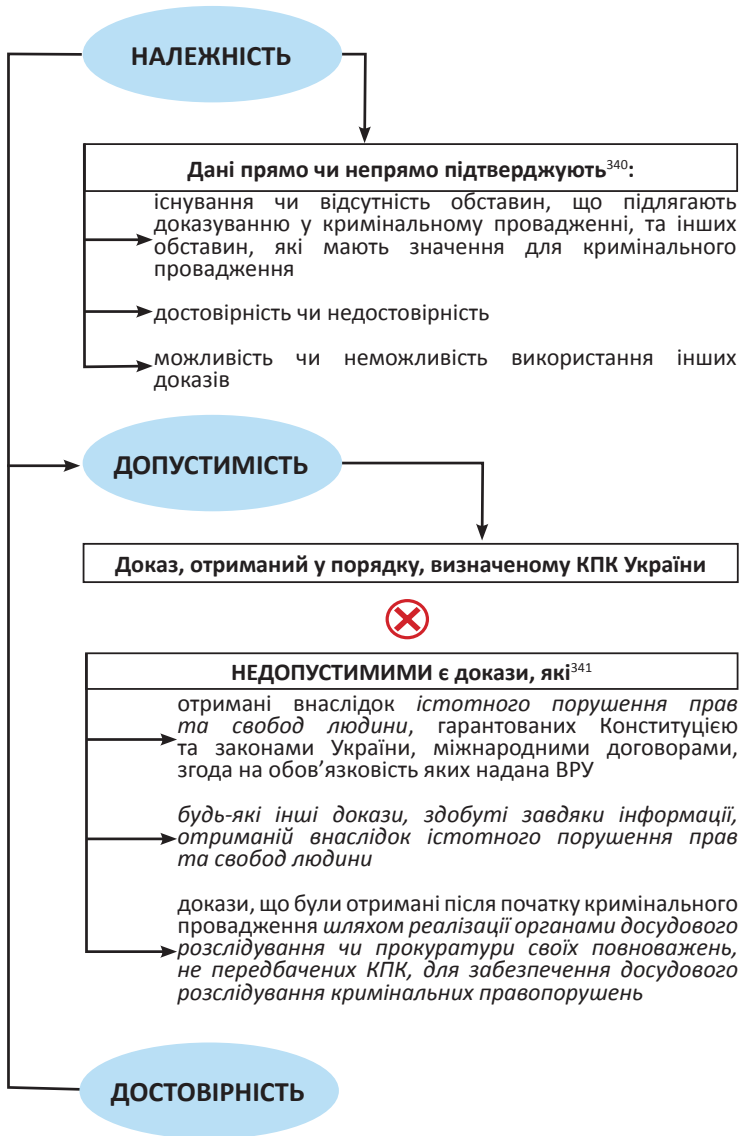 НАЛЕЖНІСТЬ
Дані прямо чи непрямо підтверджують³⁴⁰:
існування чи відсутність обставин, що підлягають
доказуванню у кримінальному провадженні, та інших
обставин, які мають значення для кримінального
провадження
достовірність чи недостовірність
можливість чи неможливість використання інших
доказів
ДОПУСТИМІСТЬ
Доказ, отриманий у порядку, визначеному КПК України
НЕДОПУСТИМИМИ є докази, які³⁴¹
отримані внаслідок істотного порушення прав
та свобод людини, гарантованих Конституцією
та законами України, міжнародними договорами,
згода на обов’язковість яких надана ВРУ
будь-які інші докази, здобуті завдяки інформації,
отриманій внаслідок істотного порушення прав
та свобод людини
докази, що були отримані після початку кримінального
провадження шляхом реалізації органами досудового
розслідування чи прокуратури своїх повноважень,
не передбачених КПК, для забезпечення досудового
розслідування кримінальних правопорушень
ДОСТОВІРНІСТЬ